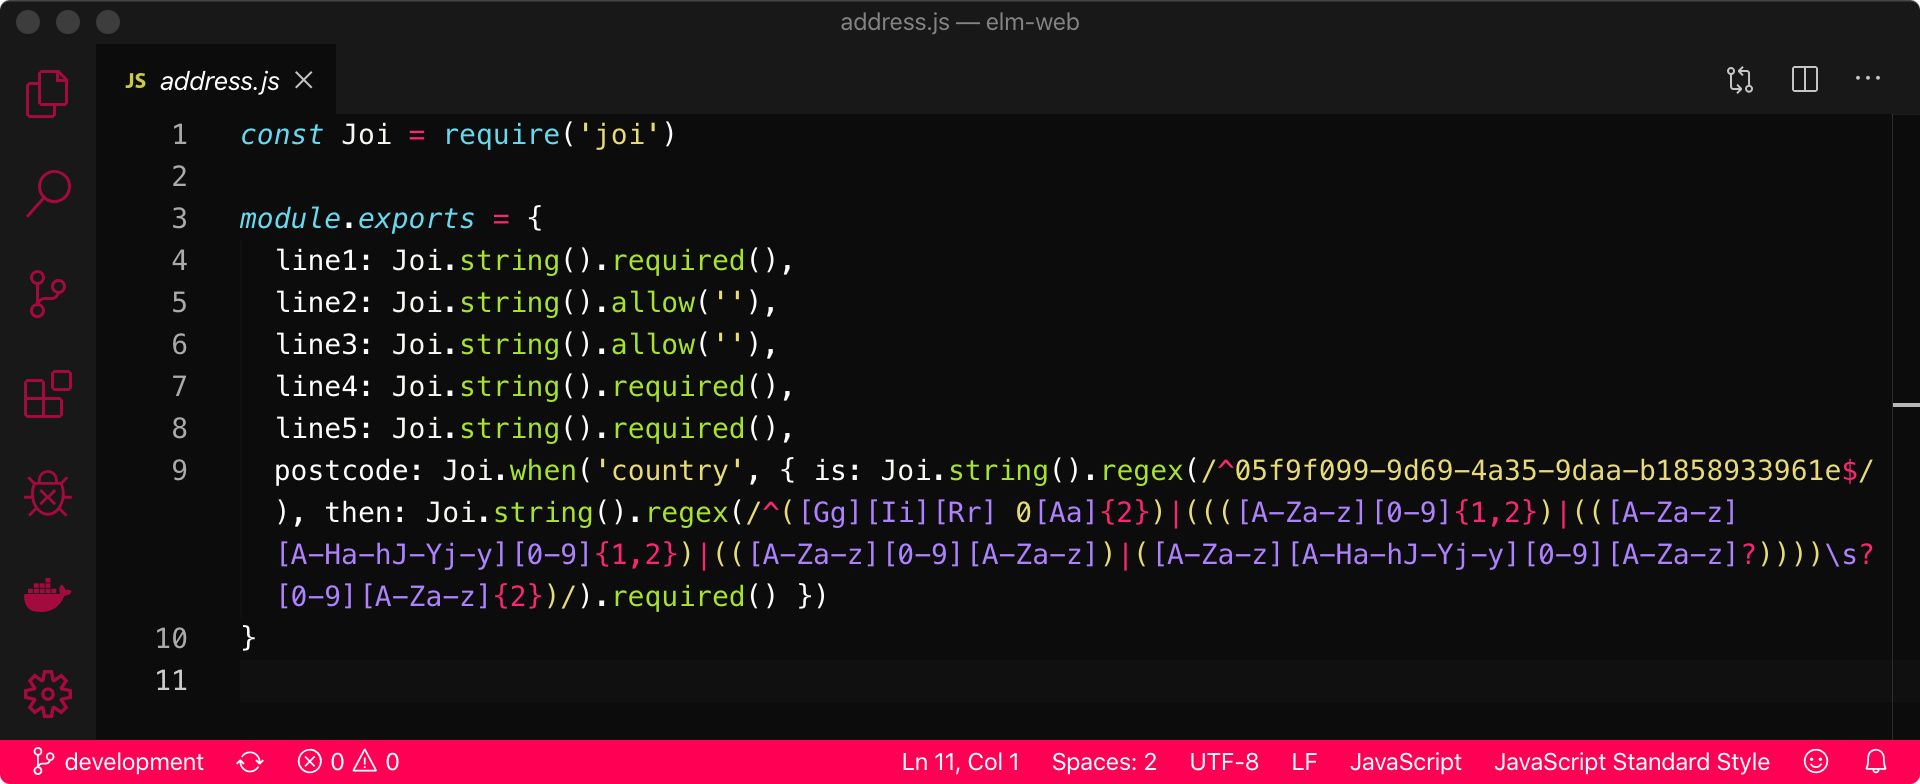 address.js — elm-web
JS address.js
1 const Joi = require('joi')
2
3 module.exports = {
4 line1: Joi.string().required(),
5 line2: Joi.string().allow(''),
6 line3: Joi.string().allow(''),
7 line4: Joi.string().required(),
8 line5: Joi.string().required(),
9 postcode: Joi.when('country', { is: Joi.string().regex(/^05f9f099-9d69-4a35-9daa-b1858933961e$/
), then: Joi.string().regex(/^([Gg][Ii][Rr] 0[Aa]{2})|((([A-Za-z][0-9]{1,2})|(([A-Za-z]
[A-Ha-hJ-Yj-y][0-9]{1,2})|(([A-Za-z][0-9][A-Za-z])|([A-Za-z][A-Ha-hJ-Yj-y][0-9][A-Za-z]?))))\s?
[0-9][A-Za-z]{2})/).required() })
10 }
11
development 0 0 Ln 11, Col 1 Spaces: 2 UTF-8 LF JavaScript JavaScript Standard Style